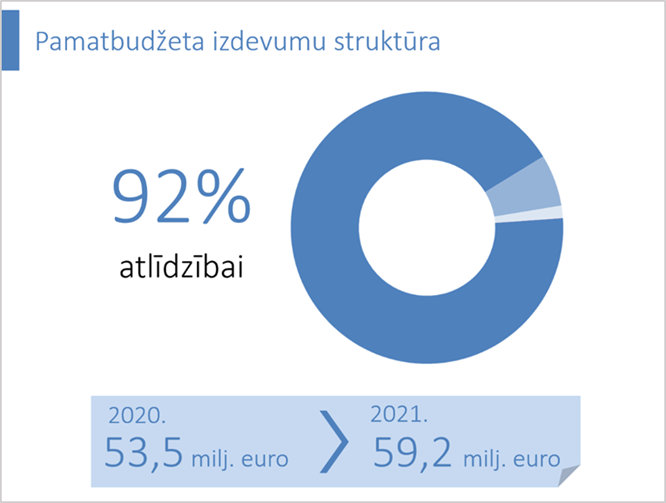 Pamatbudžeta izdevumu struktūra
92%
atlīdzībai
2020.
53,5 milj. euro
2021.
59,2 milj. euro